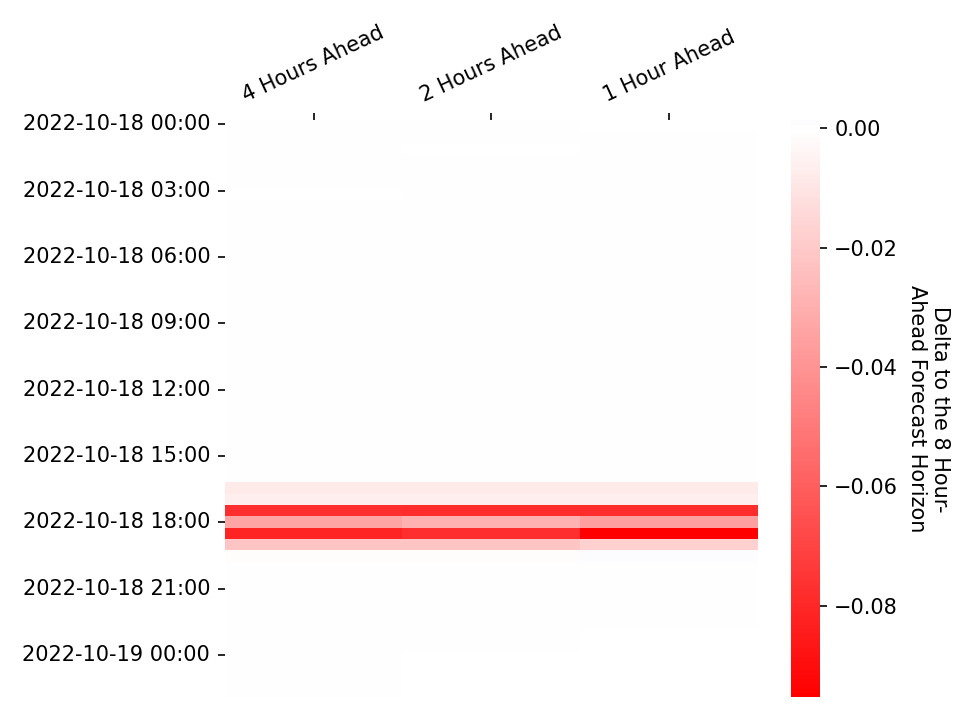 4 Hours Ahead
2 Hours Ahead
1 Hour Ahead
2022-10-18 00:00
2022-10-18 03:00
2022-10-18 06:00
2022-10-18 09:00
2022-10-18 12:00
2022-10-18 15:00
2022-10-18 18:00
2022-10-18 21:00
2022-10-19 00:00
0.00
−0.02
−0.04
−0.06
−0.08
Delta to the 8 Hour-
Ahead Forecast Horizon